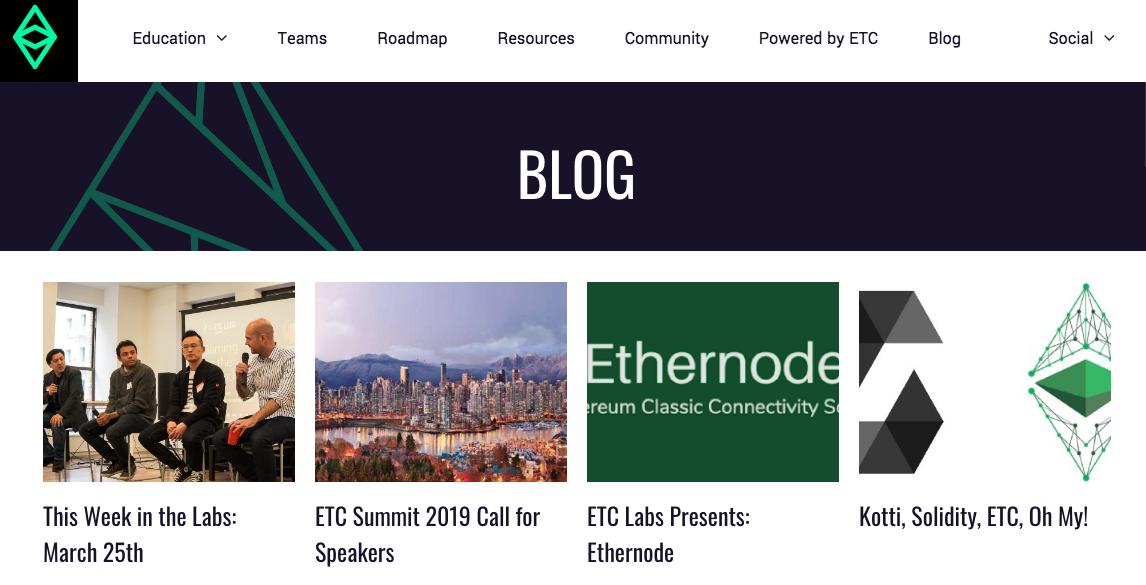 Education Teams Roadmap Resources Community Powered by ETC Blog Social
BLOG
Ethernode
ereum Classic Connectivity
This Week in the Labs:
March 25th
ETC Summit 2019 Call for
Speakers
ETC Labs Presents:
Ethernode
Kotti, Solidity, ETC, Oh My!